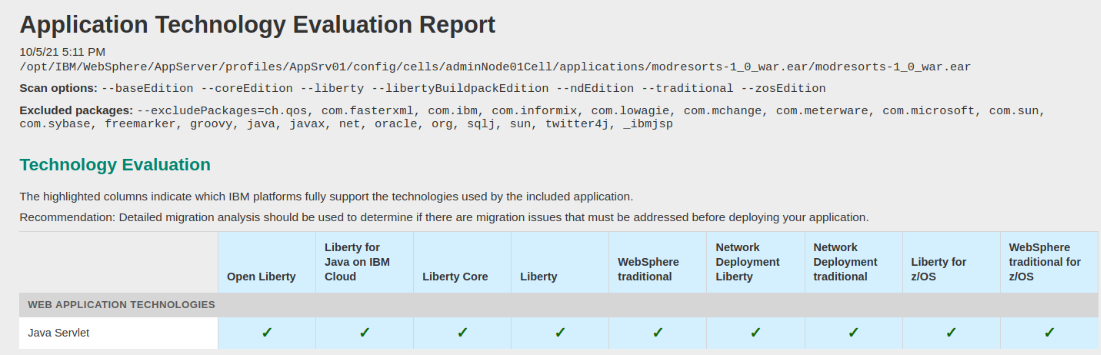 Application Technology Evaluation Report
10/5/21 5:11 PM
/opt/IBM/WebSphere/AppServer/profiles/AppSrv01/config/cells/adminNode01Cell/applications/modresorts-1_0_war.ear/modresorts-1_0_war.ear
Scan options: --baseEdition --coreEdition --liberty --libertyBuildpackEdition --ndEdition --traditional --zosEdition
Excluded packages: --excludePackages=ch.qos, com.fasterxml, com.ibm, com.informix, com.lowagie, com.mchange, com.meterware, com.microsoft, com.sun,
com.sybase, freemarker, groovy, java, javax, net, oracle, org, sqlj, sun, twitter4j, _ibmjsp
Technology Evaluation
The highlighted columns indicate which IBM platforms fully support the technologies used by the included application.
Recommendation: Detailed migration analysis should be used to determine if there are migration issues that must be addressed before deploying your application.
Open Liberty
Liberty for
Java on IBM
Cloud
Liberty Core
Liberty
WebSphere
traditional
Network
Deployment
Liberty
Network
Deployment
traditional
Liberty for
z/OS
WebSphere
traditional for
z/OS
WEB APPLICATION TECHNOLOGIES
Java Servlet ✓ ✓ ✓ ✓ ✓ ✓ ✓ ✓ ✓